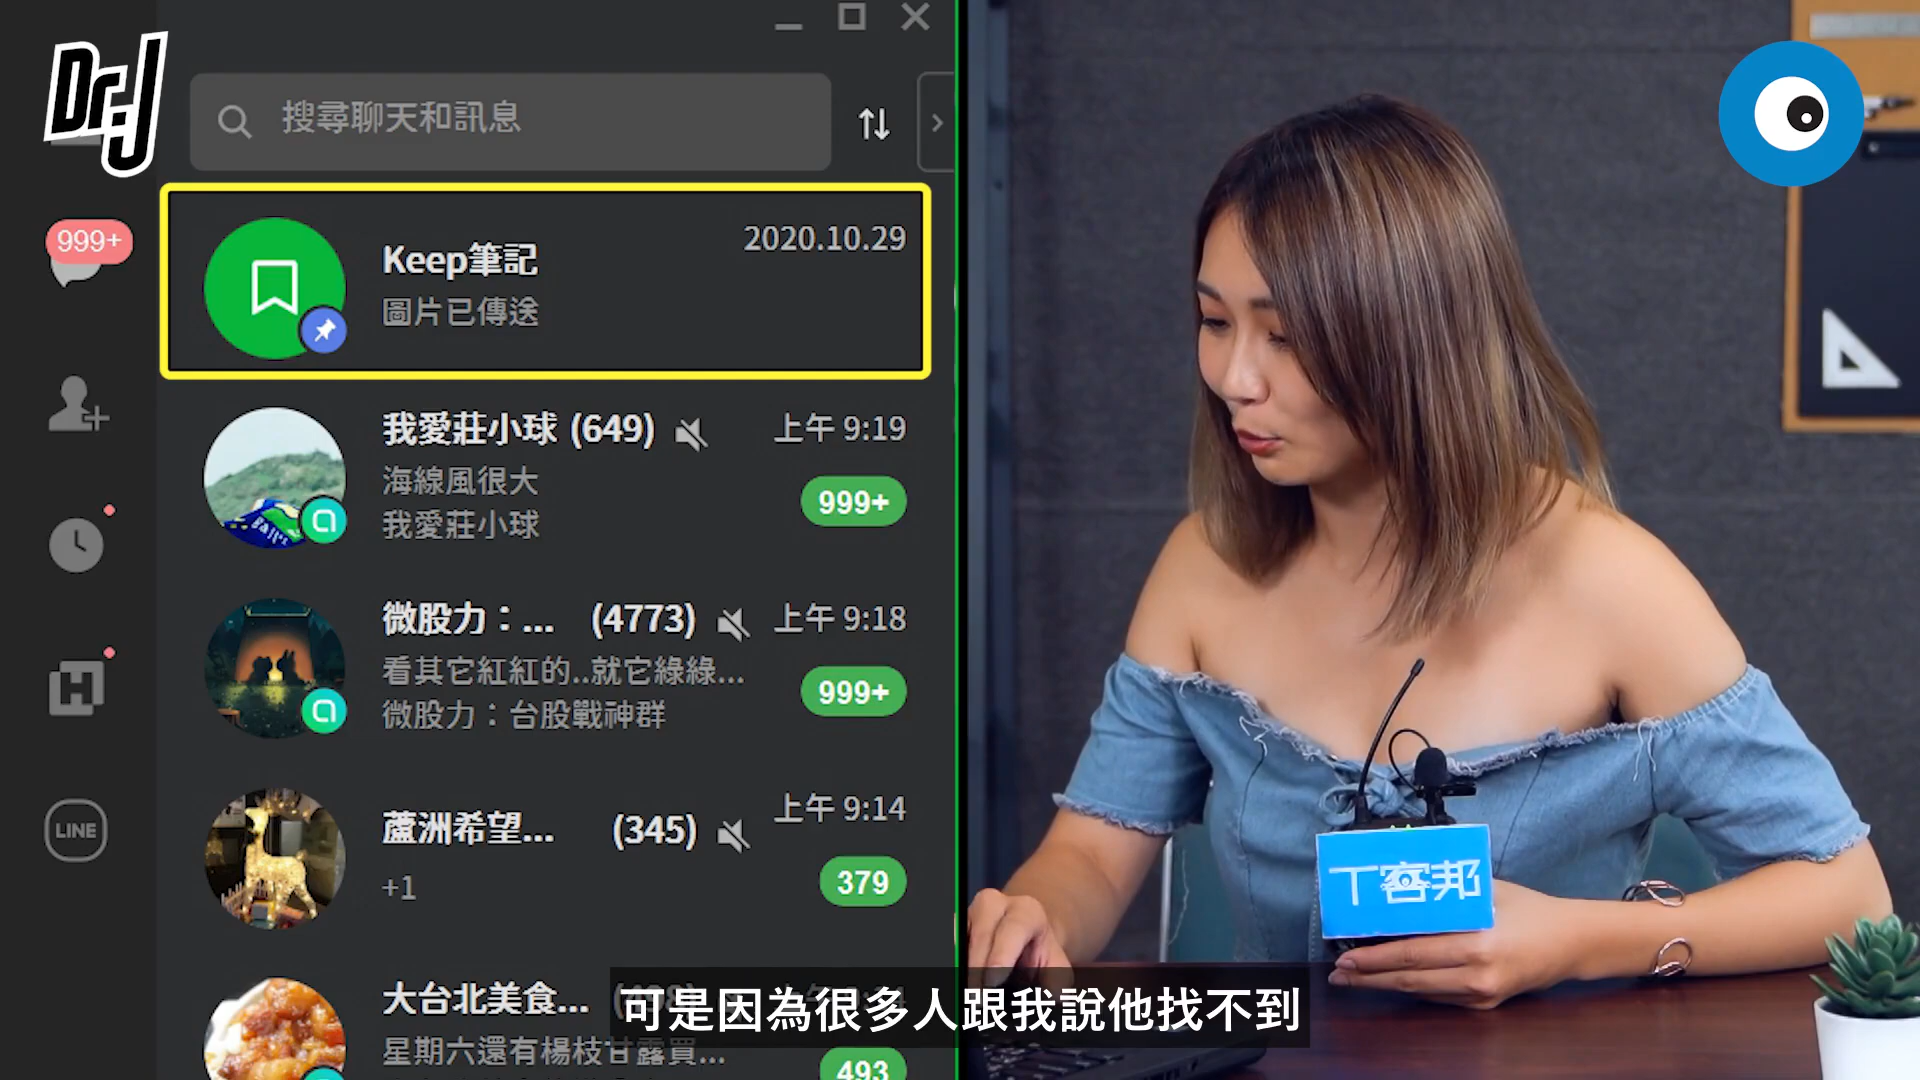 Dr.J
搜尋聊天和訊息
999+
Keep筆記
2020.10.29
圖片已傳送
我愛莊小球 (649)
上午 9:19
海線風很大
999+
我愛莊小球
微股力：... (4773)
上午 9:18
看其它紅紅的..就它綠綠...
999+
微股力：台股戰神群
蘆洲希望... (345)
上午 9:14
+1
379
LINE
大台北美食...
星期六還有楊枝甘露買...
493
T客邦
可是因為很多人跟我說他找不到